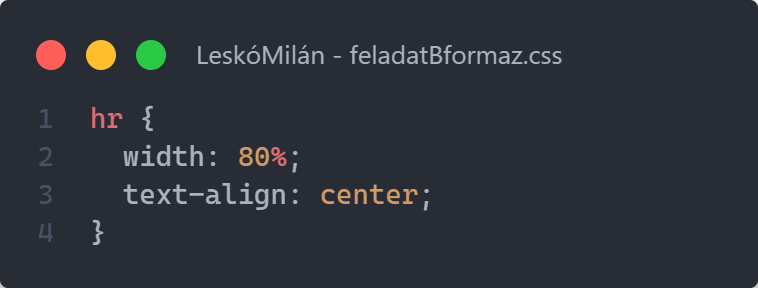 LeskóMilán - feladatBformaz.css
1 hr {
2   width: 80%;
3   text-align: center;
4 }